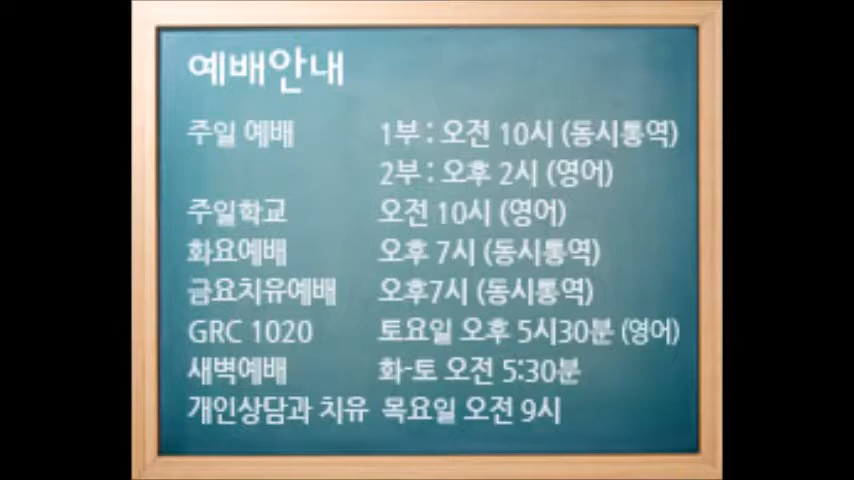 예배안내
주일 예배 1부 : 오전 10시 (동시통역)
2부 : 오후 2시 (영어)
주일학교 오전 10시 (영어)
화요예배 오후 7시 (동시통역)
금요치유예배 오후7시 (동시통역)
GRC 1020 토요일 오후 5시30분 (영어)
새벽예배 화-토 오전 5:30분
개인상담과 치유 목요일 오전 9시